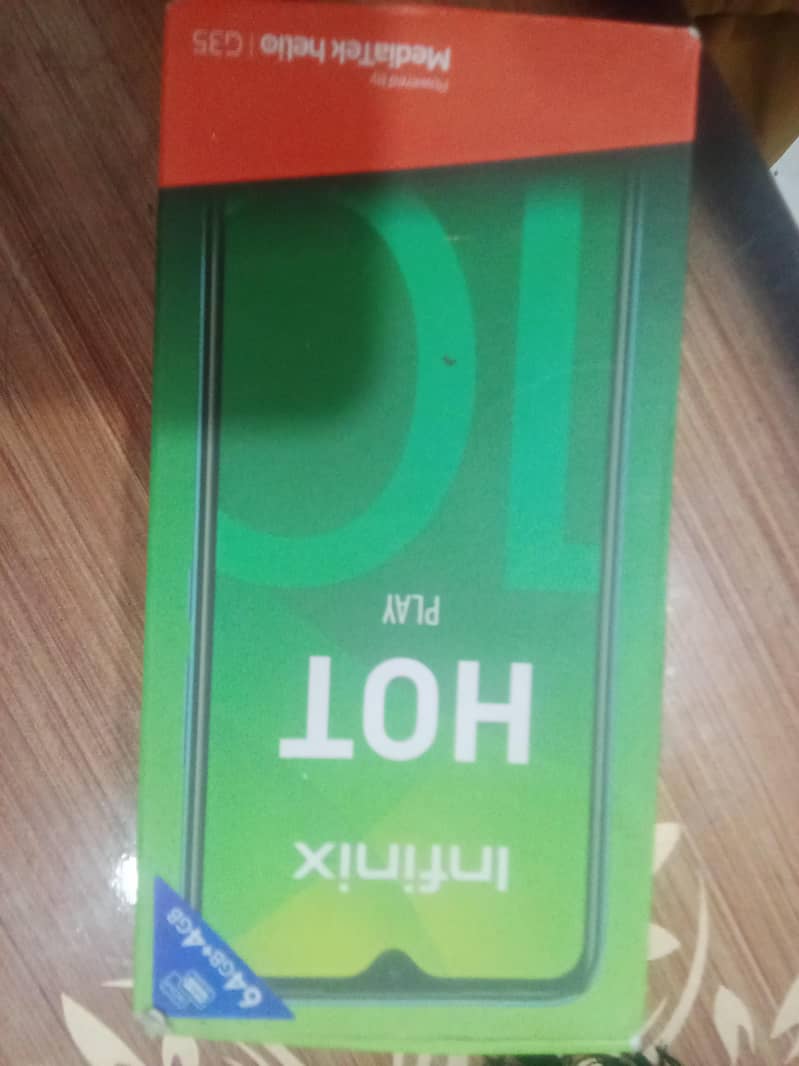 64GB+4GB
Infinix
HOT
PLAY
10
Powered by
MediaTek helio | G35